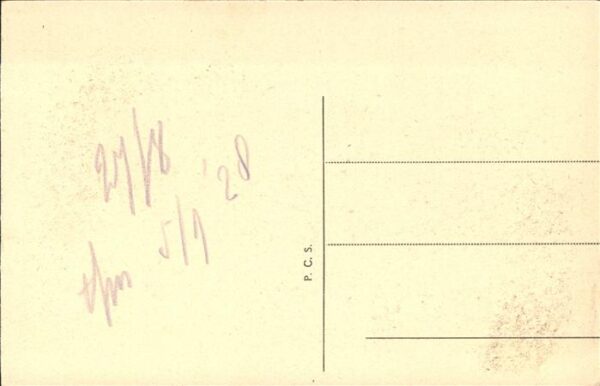 27/8
t/m 5/9 '28
P. C. S.